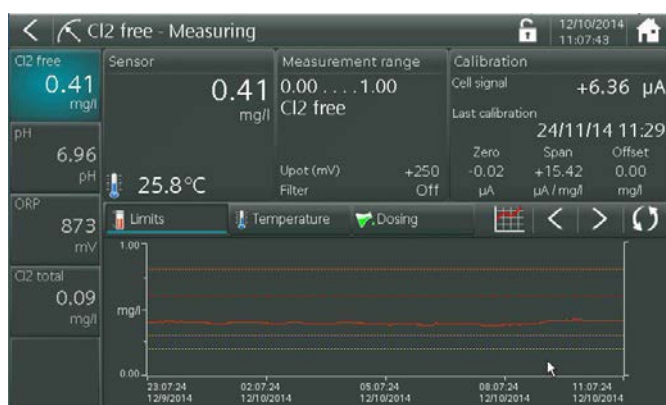 Cl2 free - Measuring
12/10/2014
11:07:43
Cl2 free
0.41
mg/l
pH
6.96
pH
ORP
873
mV
Cl2 total
0.09
mg/l
Sensor
0.41
mg/l
25.8°C
Measurement range
0.00 . . . . 1.00
Cl2 free
Upot (mV) +250
Filter Off
Calibration
Cell signal +6.36 µA
Last calibration
24/11/14 11:29
Zero Span Offset
-0.02 +15.42 0.00
µA µA / mg/l mg/l
Limits Temperature Dosing
1.00
mg/l
0.00
23:07:24 02:07:24 05:07:24 08:07:24 11:07:24
12/9/2014 12/10/2014 12/10/2014 12/10/2014 12/10/2014